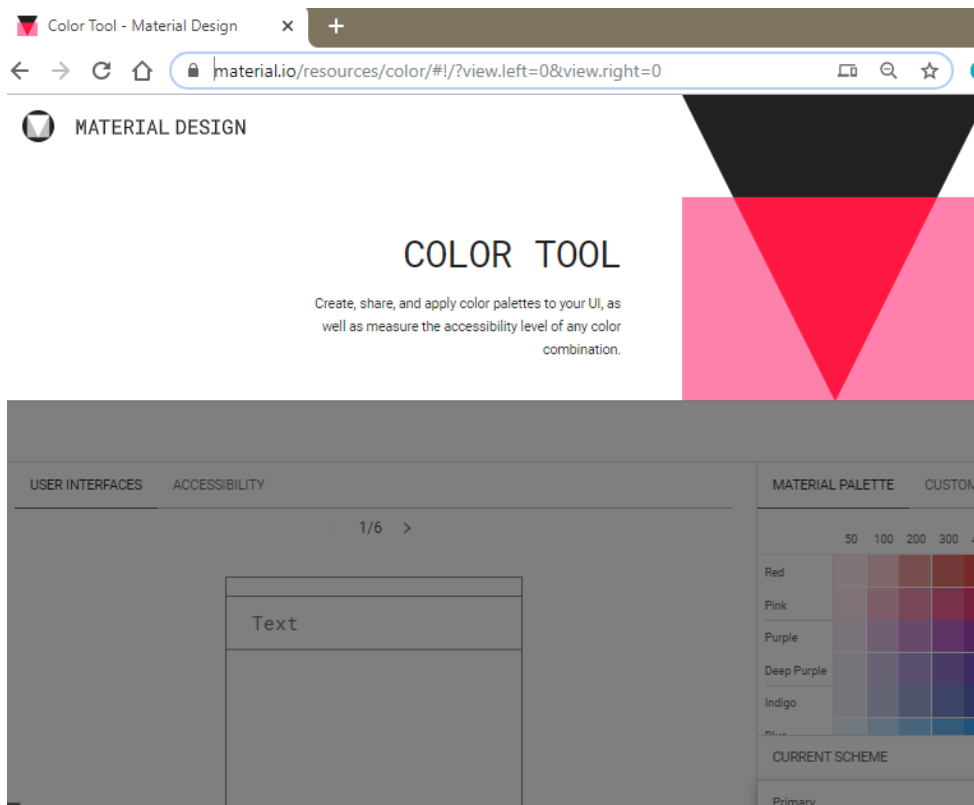 Color Tool - Material Design
material.io/resources/color/#!/?view.left=0&view.right=0
MATERIAL DESIGN
COLOR TOOL
Create, share, and apply color palettes to your UI, as
well as measure the accessibility level of any color
combination.
USER INTERFACES ACCESSIBILITY
1/6
Text
MATERIAL PALETTE CUSTOM
50 100 200 300
Red
Pink
Purple
Deep Purple
Indigo
CURRENT SCHEME
Primary